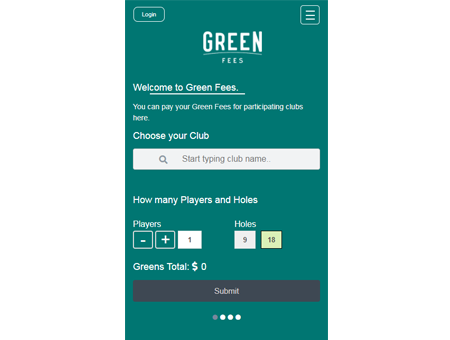 Login
GREEN
FEES
Welcome to Green Fees.
You can pay your Green Fees for participating clubs
here.
Choose your Club
Start typing club name..
How many Players and Holes
Players Holes
- + 1 9 18
Greens Total: $ 0
Submit